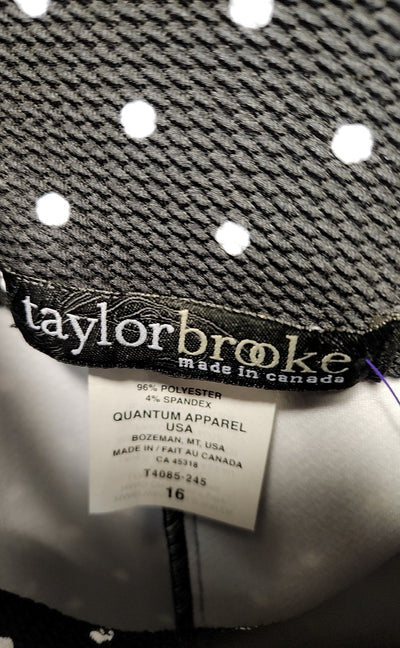 taylorbrooke
made in canada
96% POLYESTER
4% SPANDEX
QUANTUM APPAREL
USA
BOZEMAN, MT, USA
MADE IN / FAIT AU CANADA
CA 45318
T4085-245
16